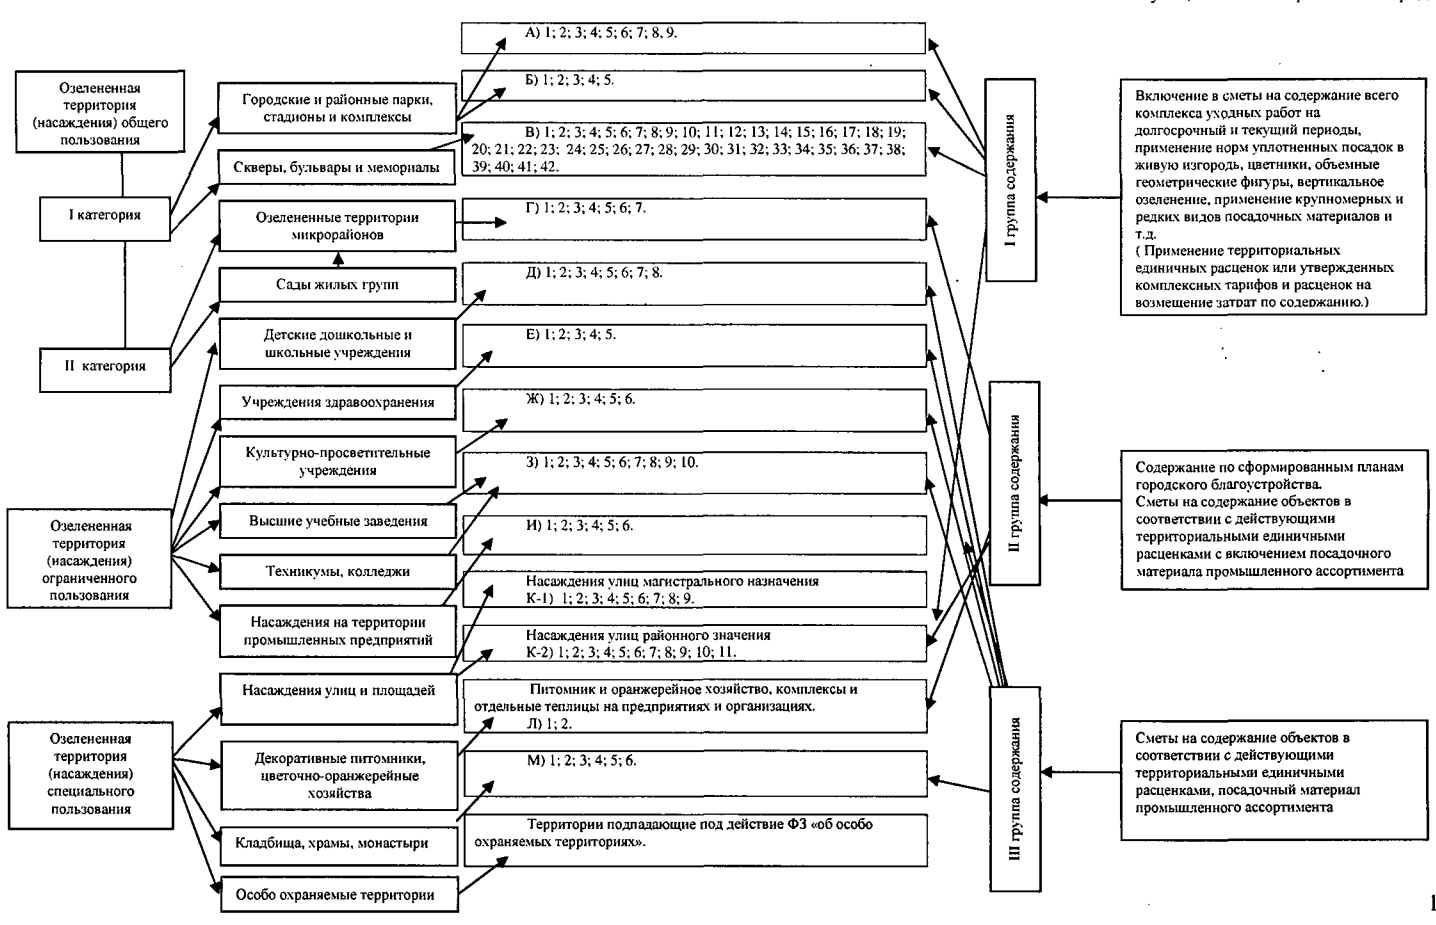 Озелененная
территория
(насаждения) общего
пользования
I категория
II категория
Озелененная
территория
(насаждения)
ограниченного
пользования
Озелененная
территория
(насаждения)
специального
пользования
Городские и районные парки,
стадионы и комплексы
Скверы, бульвары и мемориалы
Озелененные территории
микрорайонов
Сады жилых групп
Детские дошкольные и
школьные учреждения
Учреждения здравоохранения
Культурно-просветительные
учреждения
Высшие учебные заведения
Техникумы, колледжи
Насаждения на территории
промышленных предприятий
Насаждения улиц и площадей
Декоративные питомники,
цветочно-оранжерейные
хозяйства
Кладбища, храмы, монастыри
Особо охраняемые территории
А) 1; 2; 3; 4; 5; 6; 7; 8, 9.
Б) 1; 2; 3; 4; 5.
В) 1; 2; 3; 4; 5; 6; 7; 8; 9; 10; 11; 12; 13; 14; 15; 16; 17; 18; 19;
20; 21; 22; 23; 24; 25; 26; 27; 28; 29; 30; 31; 32; 33; 34; 35; 36; 37; 38;
39; 40; 41; 42.
Г) 1; 2; 3; 4; 5; 6; 7.
Д) 1; 2; 3; 4; 5; 6; 7; 8.
Е) 1; 2; 3; 4; 5.
Ж) 1; 2; 3; 4; 5; 6.
З) 1; 2; 3; 4; 5; 6; 7; 8; 9; 10.
И) 1; 2; 3; 4; 5; 6.
Насаждения улиц магистрального назначения
К-1) 1; 2; 3; 4; 5; 6; 7; 8; 9.
Насаждения улиц районного значения
К-2) 1; 2; 3; 4; 5; 6; 7; 8; 9; 10; 11.
Питомник и оранжерейное хозяйство, комплексы и
отдельные теплицы на предприятиях и организациях.
Л) 1; 2.
М) 1; 2; 3; 4; 5; 6.
Территории подпадающие под действие ФЗ «об особо
охраняемых территориях».
I группа содержания
II группа содержания
III группа содержания
Включение в сметы на содержание всего
комплекса уходных работ на
долгосрочный и текущий периоды,
применение норм уплотненных посадок в
живую изгородь, цветники, объемные
геометрические фигуры, вертикальное
озеленение, применение крупномерных и
редких видов посадочных материалов и
т.д.
( Применение территориальных
единичных расценок или утвержденных
комплексных тарифов и расценок на
возмещение затрат по содержанию.)
Содержание по сформированным планам
городского благоустройства.
Сметы на содержание объектов в
соответствии с действующими
территориальными единичными
расценками с включением посадочного
материала промышленного ассортимента
Сметы на содержание объектов в
соответствии с действующими
территориальными единичными
расценками, посадочный материал
промышленного ассортимента
1